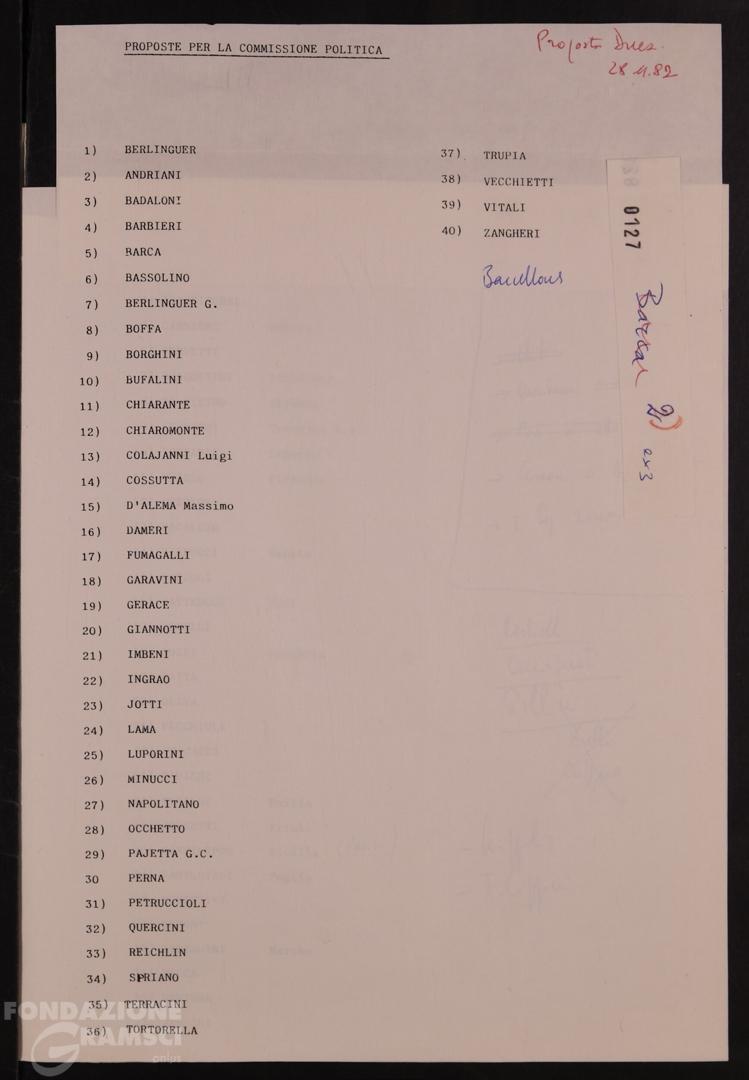 PROPOSTE PER LA COMMISSIONE POLITICA
Proposta
28.11.82
1) BERLINGUER
2) ANDRIANI
3) BADALONI
4) BARBIERI
5) BARCA
6) BASSOLINO
7) BERLINGUER G.
8) BOFFA
9) BORGHINI
10) BUFALINI
11) CHIARANTE
12) CHIAROMONTE
13) COLAJANNI Luigi
14) COSSUTTA
15) D'ALEMA Massimo
16) DAMERI
17) FUMAGALLI
18) GARAVINI
19) GERACE
20) GIANNOTTI
21) IMBENI
22) INGRAO
23) JOTTI
24) LAMA
25) LUPORINI
26) MINUCCI
27) NAPOLITANO
28) OCCHETTO
29) PAJETTA G.C.
30 PERNA
31) PETRUCCIOLI
32) QUERCINI
33) REICHLIN
34) SPRIANO
35) TERRACINI
36) TORTORELLA
37) TRUPIA
38) VECCHIETTI
39) VITALI
40) ZANGHERI
0127
2)
FONDAZIONE
GRAMSCI
onlus